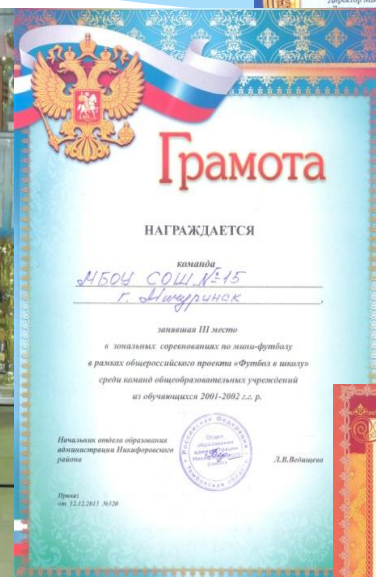 Грамота
НАГРАЖДАЕТСЯ
команда
МБОУ СОШ №15
г. Мичуринск,
занявшая III место
в зональных соревнованиях по мини-футболу
в рамках общероссийского проекта «Футбол в школу»
среди команд общеобразовательных учреждений
из обучающихся 2001-2002 г.г. р.
Начальник отдела образования
администрации Никифоровского
района
Л.В.Ведищева
Приказ
от 12.12.2013 №320